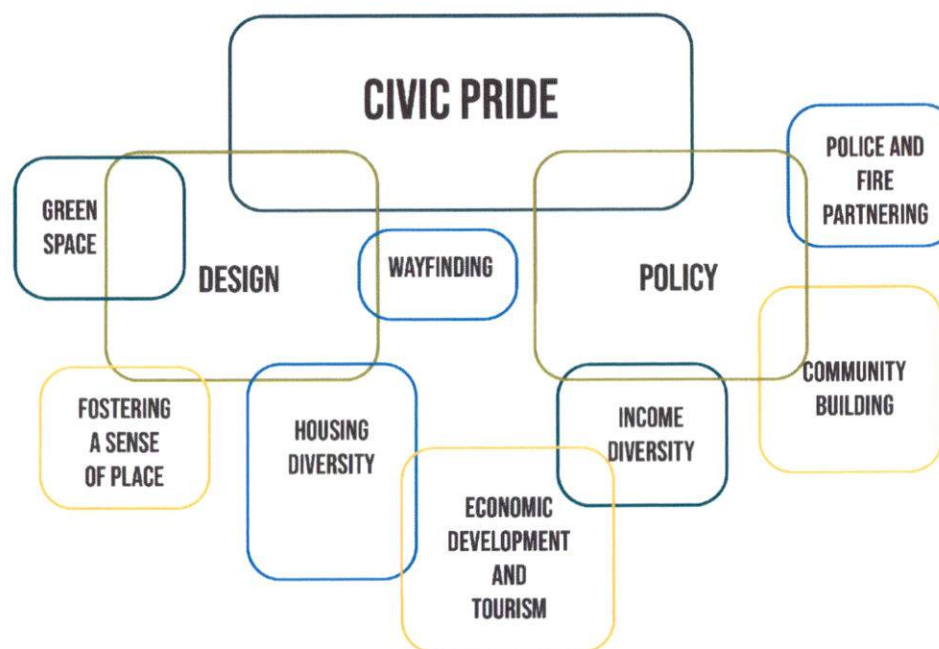 CIVIC PRIDE
GREEN
SPACE
DESIGN
WAYFINDING
POLICY
POLICE AND
FIRE
PARTNERING
FOSTERING
A SENSE
OF PLACE
HOUSING
DIVERSITY
ECONOMIC
DEVELOPMENT
AND
TOURISM
INCOME
DIVERSITY
COMMUNITY
BUILDING